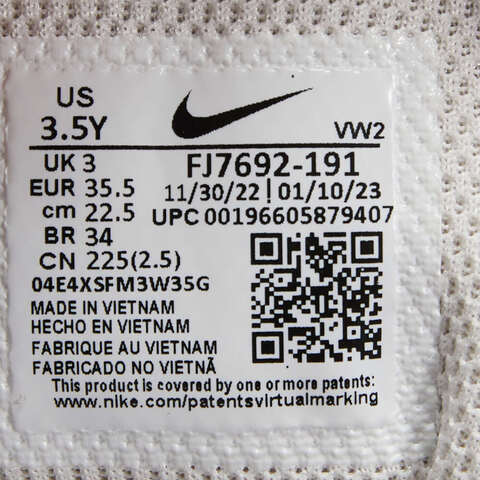 US
3.5Y
VW2
UK 3
FJ7692-191
EUR 35.5
11/30/22 | 01/10/23
cm 22.5
UPC 00196605879407
BR 34
CN 225(2.5)
04E4XSFM3W35G
MADE IN VIETNAM
HECHO EN VIETNAM
FABRIQUE AU VIETNAM
FABRICADO NO VIETNÃ
This product is covered by one or more patents:
www.nike.com/patentsvirtualmarking